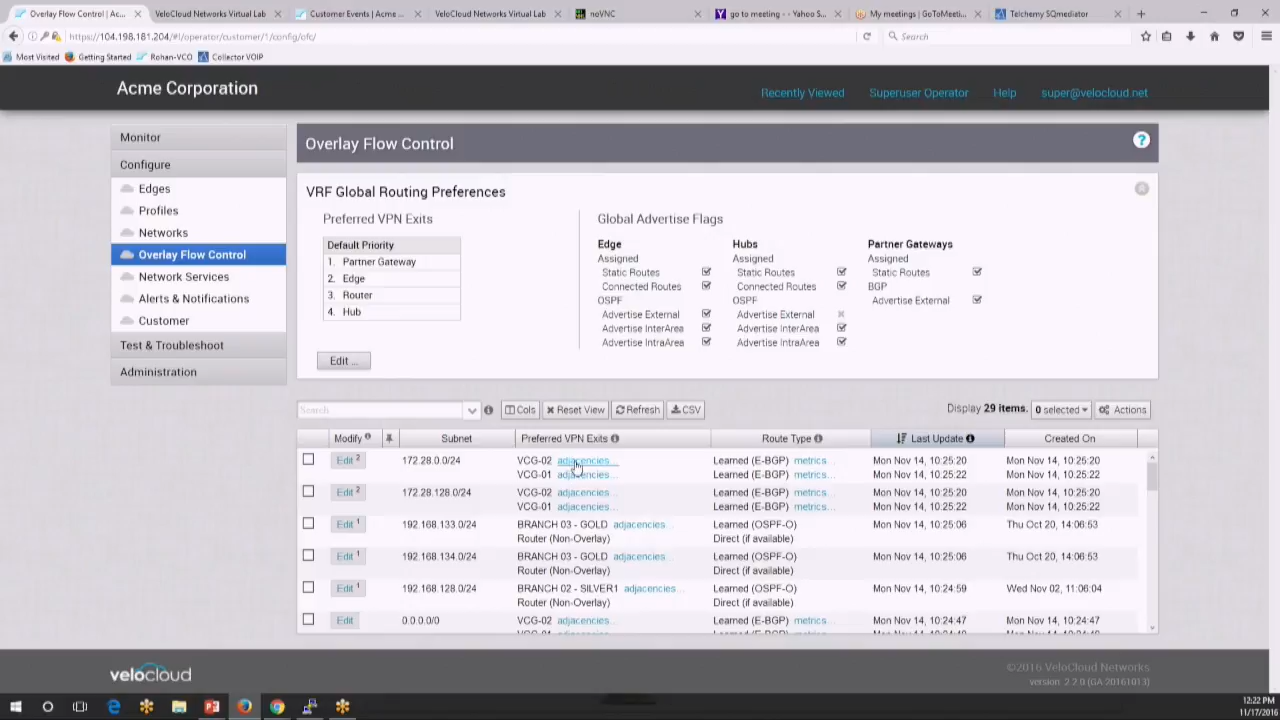 Overlay Flow Control | Ac...
VeloCloud Networks Virtual Lab
Customer Events | Acme ...
VeloCloud Networks Virtual Lab
noVNC
go to meeting - - Yahoo S...
My meetings | GoToMeeti...
Telchemy SQmediator
https://104.198.181.204/#!/operator/customer/1/config/ofc/
Search
Most Visited
Getting Started
Rohan-VCO
Collector VOIP
Acme Corporation
Recently Viewed
Superuser Operator
Help
super@velocloud.net
Monitor
Configure
Edges
Profiles
Networks
Overlay Flow Control
Network Services
Alerts & Notifications
Customer
Test & Troubleshoot
Administration
Overlay Flow Control
?
VRF Global Routing Preferences
Preferred VPN Exits
Default Priority
1. Partner Gateway
2. Edge
3. Router
4. Hub
Edit ...
Global Advertise Flags
Edge
Assigned
Static Routes
Connected Routes
OSPF
Advertise External
Advertise InterArea
Advertise IntraArea
Hubs
Assigned
Static Routes
Connected Routes
OSPF
Advertise External
Advertise InterArea
Advertise IntraArea
Partner Gateways
Assigned
Static Routes
BGP
Advertise External
Search
Cols
Reset View
Refresh
CSV
Display 29 items.
0 selected
Actions
Modify Subnet Preferred VPN Exits Route Type Last Update Created On
Edit 2 172.28.0.0/24 VCG-02 adjacencies... Learned (E-BGP) metrics... Mon Nov 14, 10:25:20 Mon Nov 14, 10:25:20
VCG-01 adjacencies... Learned (E-BGP) metrics... Mon Nov 14, 10:25:22 Mon Nov 14, 10:25:22
Edit 2 172.28.128.0/24 VCG-02 adjacencies... Learned (E-BGP) metrics... Mon Nov 14, 10:25:20 Mon Nov 14, 10:25:20
VCG-01 adjacencies... Learned (E-BGP) metrics... Mon Nov 14, 10:25:22 Mon Nov 14, 10:25:22
Edit 1 192.168.133.0/24 BRANCH 03 - GOLD adjacencies... Learned (OSPF-O) Mon Nov 14, 10:25:06 Thu Oct 20, 14:06:53
Router (Non-Overlay) Direct (if available)
Edit 1 192.168.134.0/24 BRANCH 03 - GOLD adjacencies... Learned (OSPF-O) Mon Nov 14, 10:25:06 Thu Oct 20, 14:06:53
Router (Non-Overlay) Direct (if available)
Edit 1 192.168.128.0/24 BRANCH 02 - SILVER1 adjacencies... Learned (OSPF-O) Mon Nov 14, 10:24:59 Wed Nov 02, 11:06:04
Router (Non-Overlay) Direct (if available)
Edit 0.0.0.0/0 VCG-02 adjacencies... Learned (E-BGP) metrics... Mon Nov 14, 10:24:47 Mon Nov 14, 10:24:47
velocloud
©2016 VeloCloud Networks
version: 2.2.0 (GA-20161013)
12:22 PM
11/17/2016